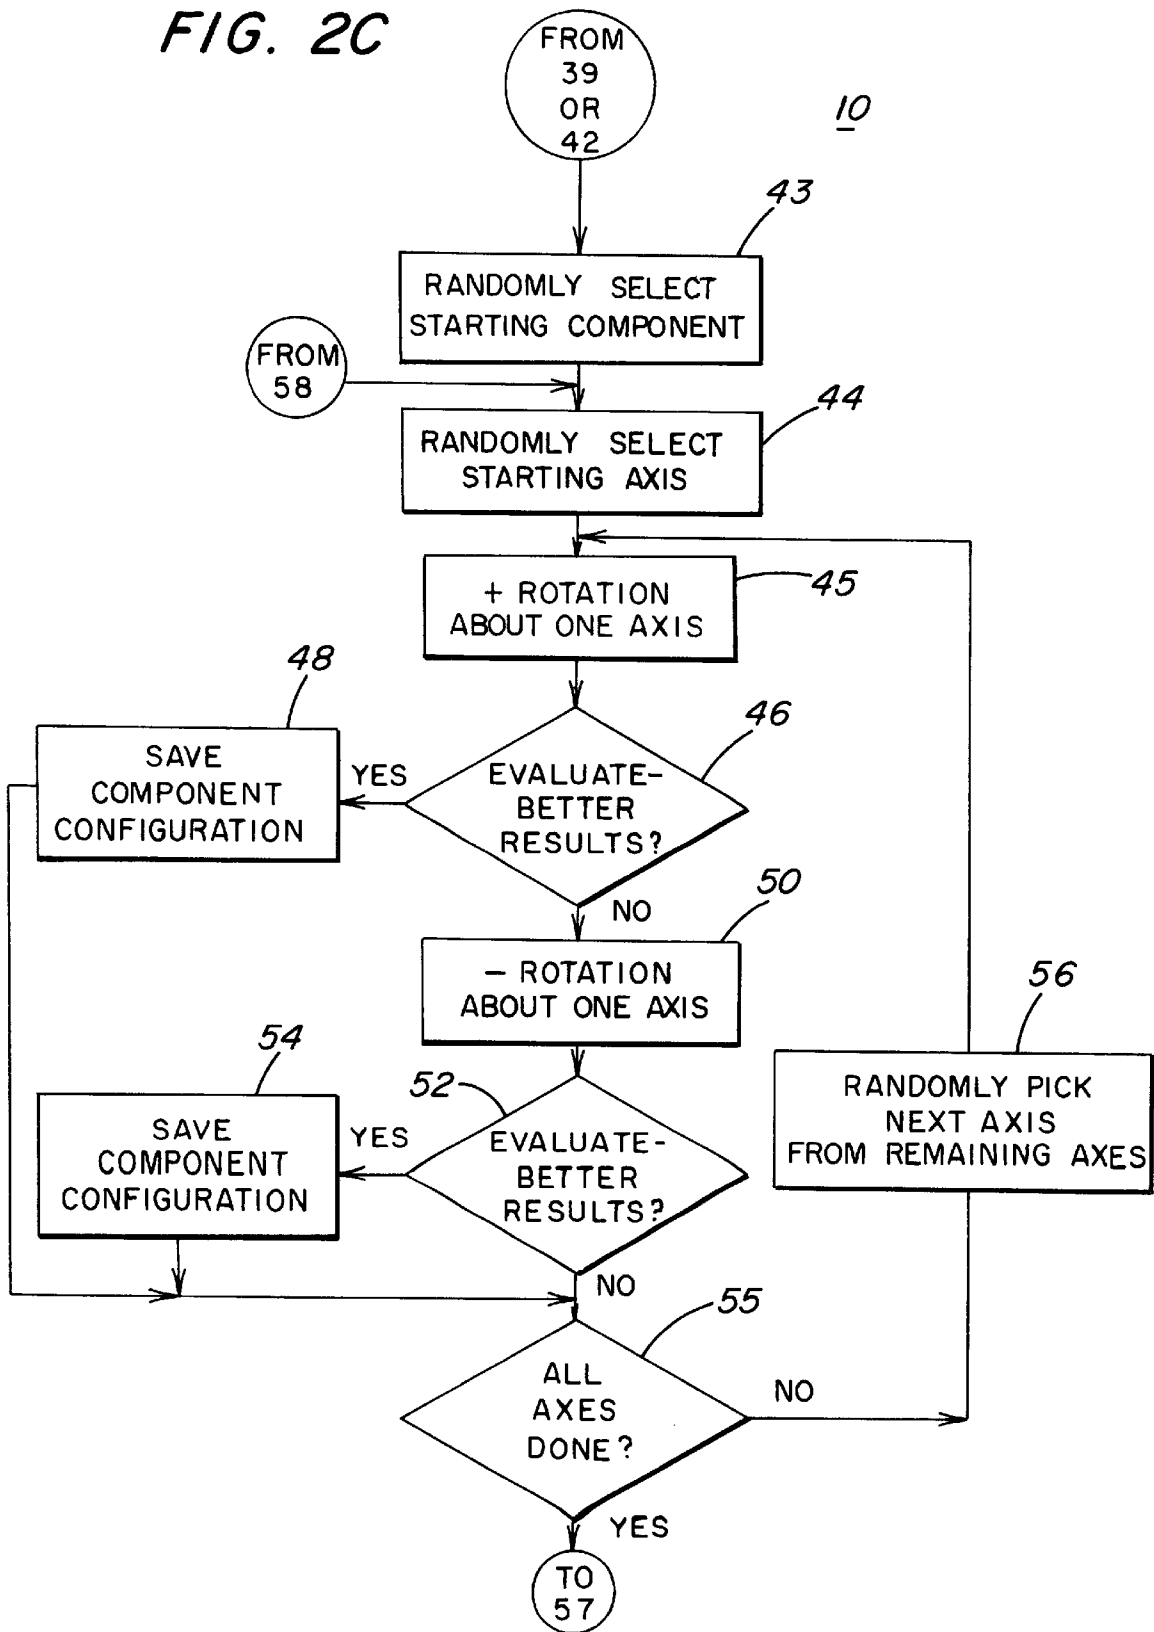 FIG. 2C
FROM
39
OR
42
10
43
RANDOMLY SELECT
STARTING COMPONENT
FROM
58
44
RANDOMLY SELECT
STARTING AXIS
45
+ ROTATION
ABOUT ONE AXIS
48
SAVE
COMPONENT
CONFIGURATION
YES
46
EVALUATE-
BETTER
RESULTS?
NO
50
- ROTATION
ABOUT ONE AXIS
54
SAVE
COMPONENT
CONFIGURATION
YES
52
EVALUATE-
BETTER
RESULTS?
NO
56
RANDOMLY PICK
NEXT AXIS
FROM REMAINING AXES
55
ALL
AXES
DONE?
NO
YES
TO
57